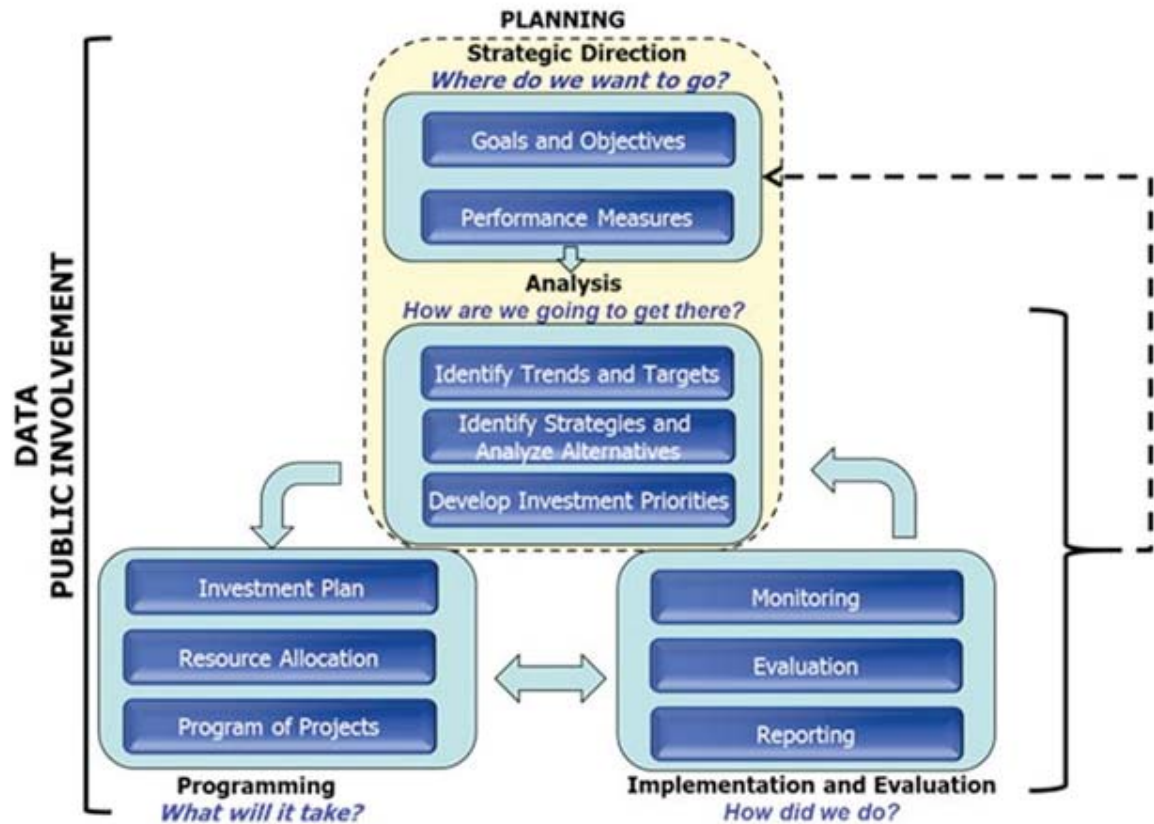 PLANNING
Strategic Direction
Where do we want to go?
Goals and Objectives
Performance Measures
Analysis
How are we going to get there?
Identify Trends and Targets
Identify Strategies and
Analyze Alternatives
Develop Investment Priorities
DATA
PUBLIC INVOLVEMENT
Investment Plan
Resource Allocation
Program of Projects
Programming
What will it take?
Monitoring
Evaluation
Reporting
Implementation and Evaluation
How did we do?